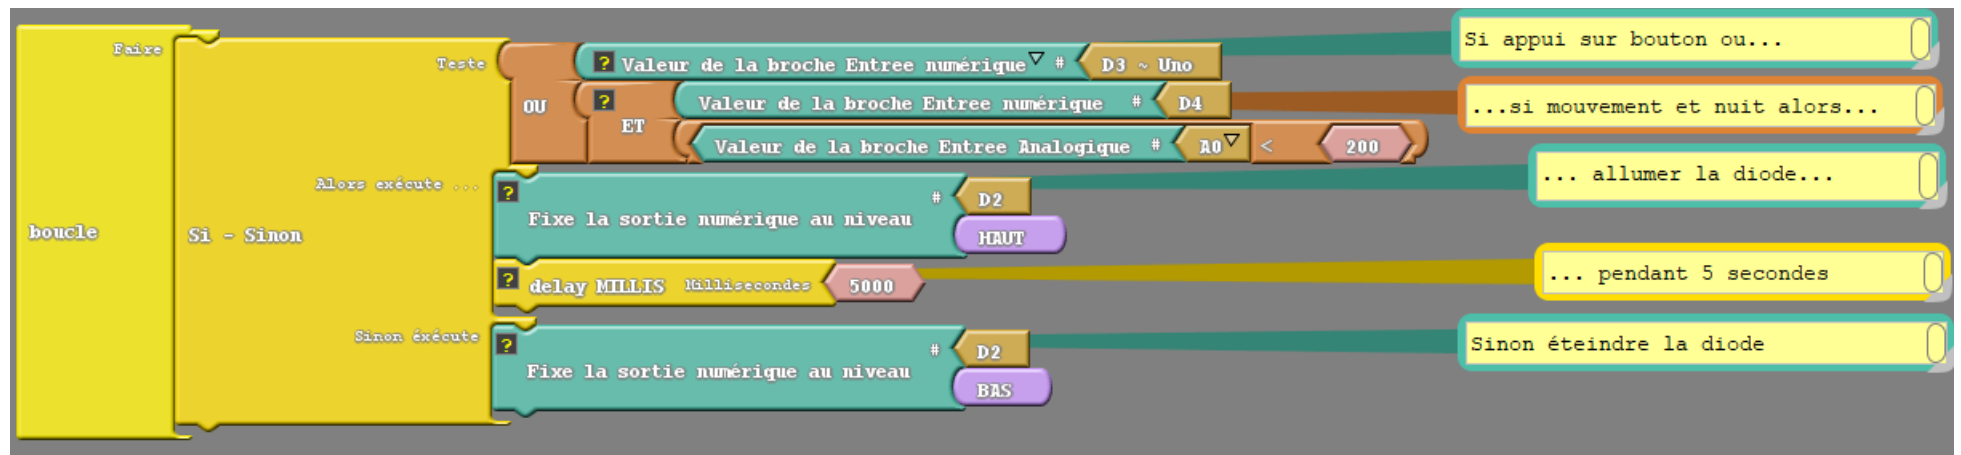 Faire
Teste
? Valeur de la broche Entree numérique # D3 ~ Uno
Si appui sur bouton ou...
OU
? Valeur de la broche Entree numérique # D4
...si mouvement et nuit alors...
ET
Valeur de la broche Entree Analogique # A0 < 200
Alors exécute ...
? # D2
... allumer la diode...
Fixe la sortie numérique au niveau
HAUT
boucle
Si - Sinon
? delay MILLIS Millisecondes 5000
... pendant 5 secondes
Sinon éxécute
? # D2
Sinon éteindre la diode
Fixe la sortie numérique au niveau
BAS